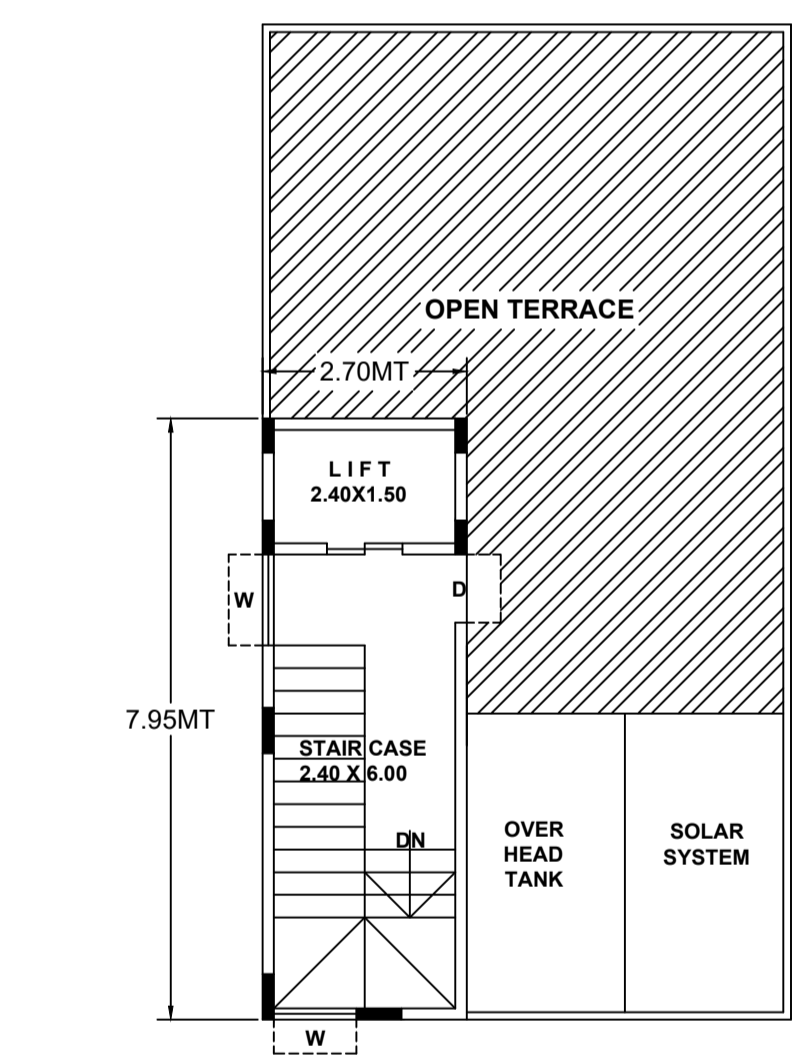 OPEN TERRACE
2.70MT
L I F T
2.40X1.50
W
D
7.95MT
STAIR CASE
2.40 X 6.00
DN
OVER
HEAD
TANK
SOLAR
SYSTEM
W